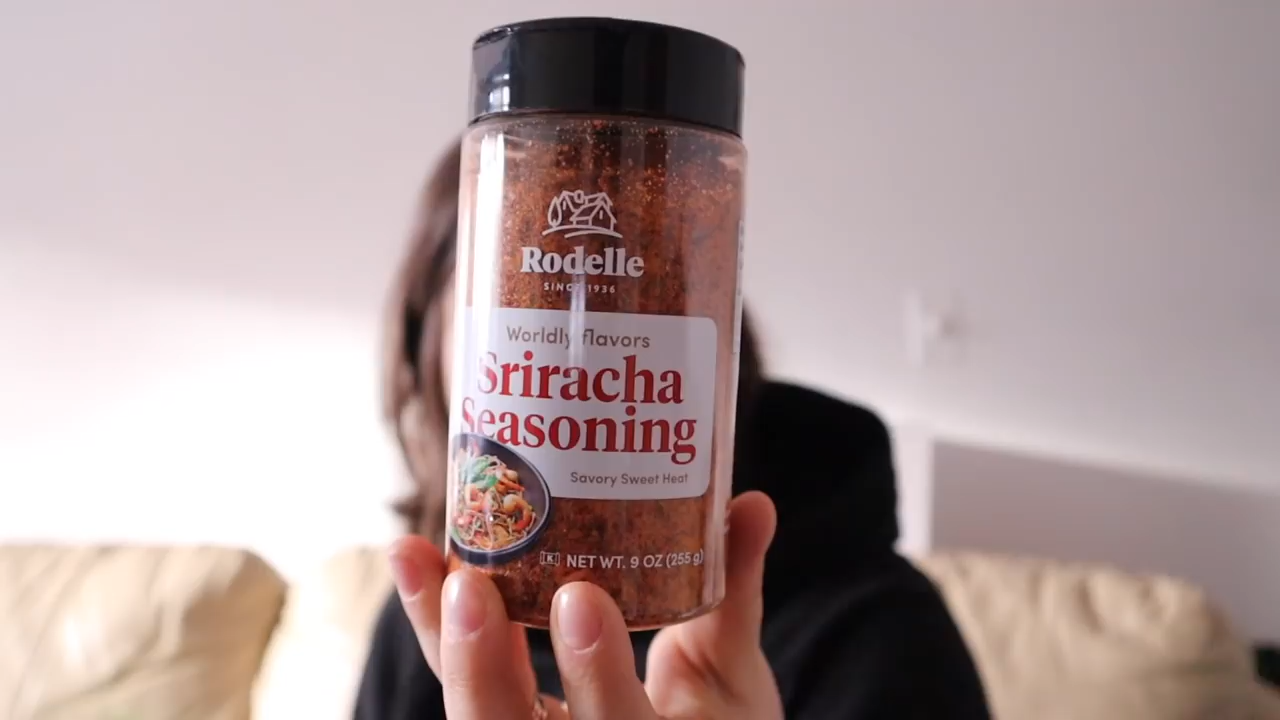 Rodelle
SINCE 1936
Worldly flavors
Sriracha
Seasoning
Savory Sweet Heat
K NET WT. 9 OZ (255 g)